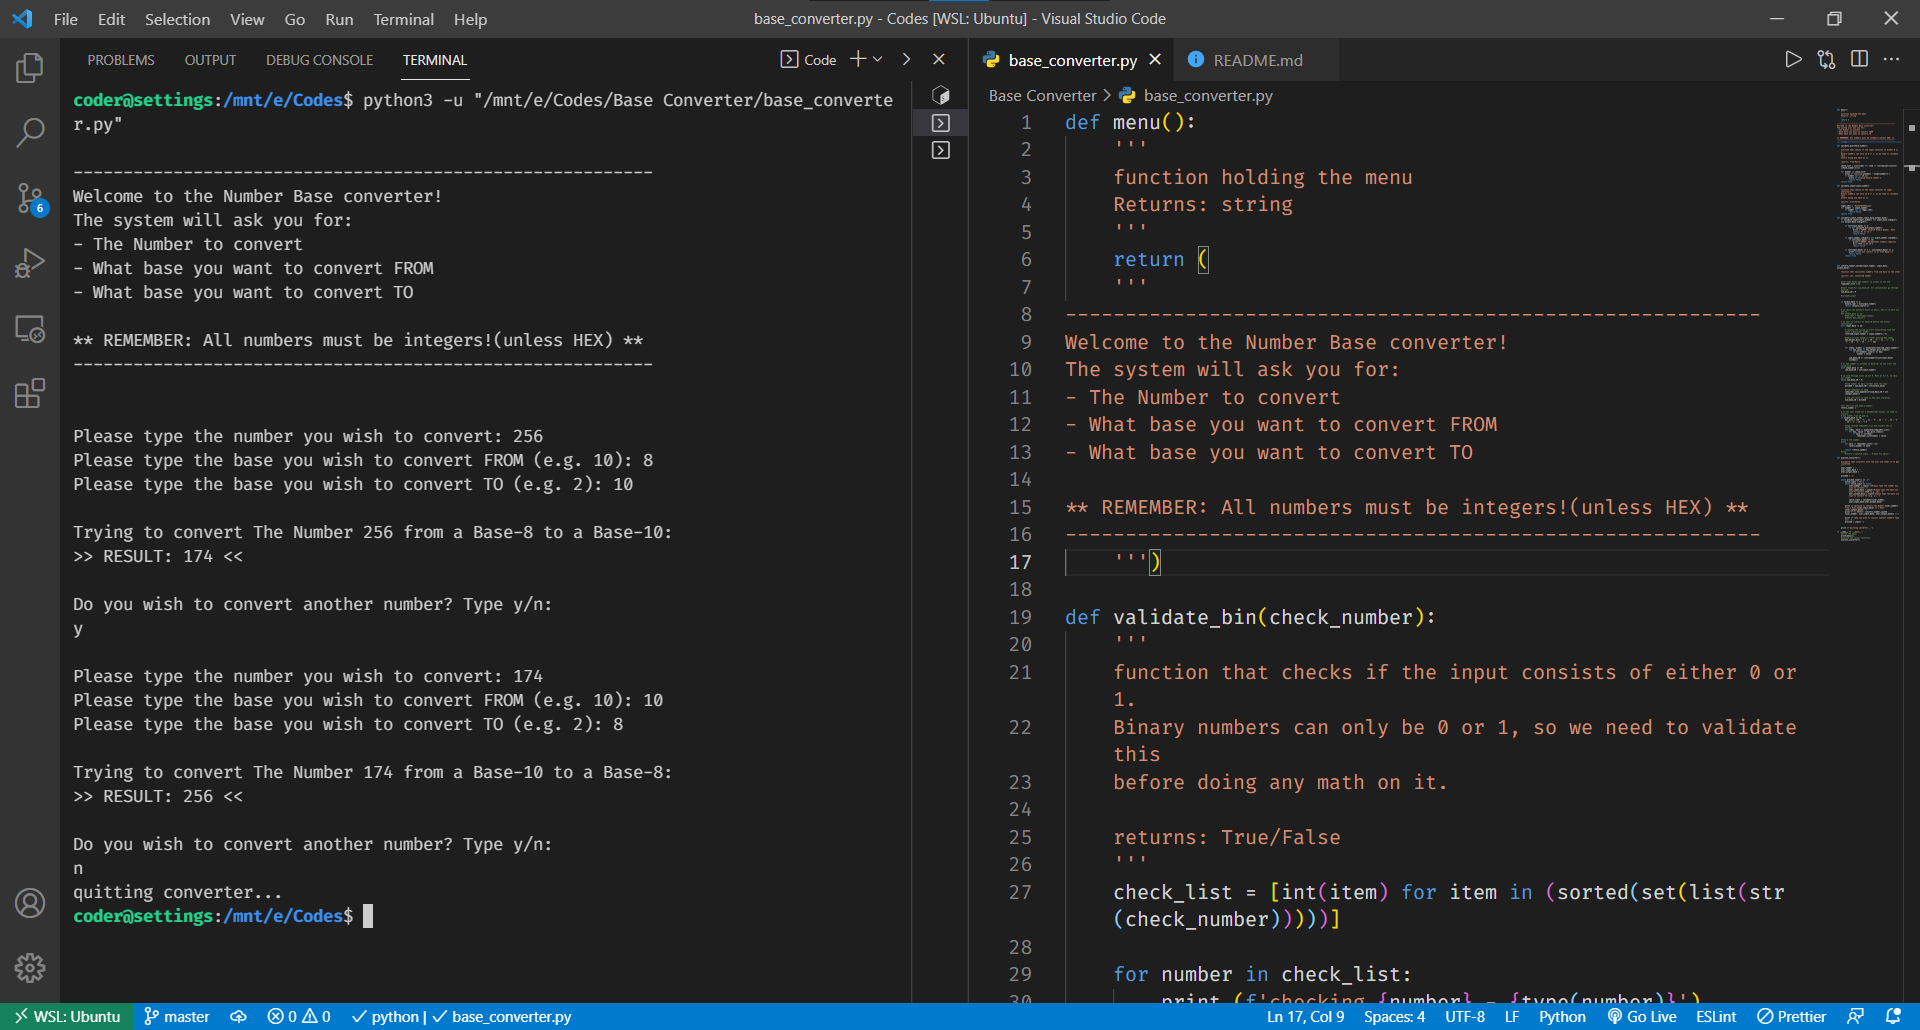 File Edit Selection View Go Run Terminal Help
base_converter.py - Codes [WSL: Ubuntu] - Visual Studio Code
PROBLEMS OUTPUT DEBUG CONSOLE TERMINAL
Code
coder@settings:/mnt/e/Codes$ python3 -u "/mnt/e/Codes/Base Converter/base_converte
r.py"
----------------------------------------------------------
Welcome to the Number Base converter!
The system will ask you for:
- The Number to convert
- What base you want to convert FROM
- What base you want to convert TO
** REMEMBER: All numbers must be integers!(unless HEX) **
----------------------------------------------------------
Please type the number you wish to convert: 256
Please type the base you wish to convert FROM (e.g. 10): 8
Please type the base you wish to convert TO (e.g. 2): 10
Trying to convert The Number 256 from a Base-8 to a Base-10:
>> RESULT: 174 <<
Do you wish to convert another number? Type y/n:
y
Please type the number you wish to convert: 174
Please type the base you wish to convert FROM (e.g. 10): 10
Please type the base you wish to convert TO (e.g. 2): 8
Trying to convert The Number 174 from a Base-10 to a Base-8:
>> RESULT: 256 <<
Do you wish to convert another number? Type y/n:
n
quitting converter...
coder@settings:/mnt/e/Codes$
6
base_converter.py README.md
Base Converter > base_converter.py
1 def menu():
2 '''
3 function holding the menu
4 Returns: string
5 '''
6 return (
7 '''
8 ----------------------------------------------------------
9 Welcome to the Number Base converter!
10 The system will ask you for:
11 - The Number to convert
12 - What base you want to convert FROM
13 - What base you want to convert TO
14
15 ** REMEMBER: All numbers must be integers!(unless HEX) **
16 ----------------------------------------------------------
17 ''')
18
19 def validate_bin(check_number):
20 '''
21 function that checks if the input consists of either 0 or
1.
22 Binary numbers can only be 0 or 1, so we need to validate
this
23 before doing any math on it.
24
25 returns: True/False
26 '''
27 check_list = [int(item) for item in (sorted(set(list(str
(check_number)))))]
28
29 for number in check_list:
30 print (f'checking {number} - {type(number)}')
WSL: Ubuntu master 0 0 python | base_converter.py Ln 17, Col 9 Spaces: 4 UTF-8 LF Python Go Live ESLint Prettier